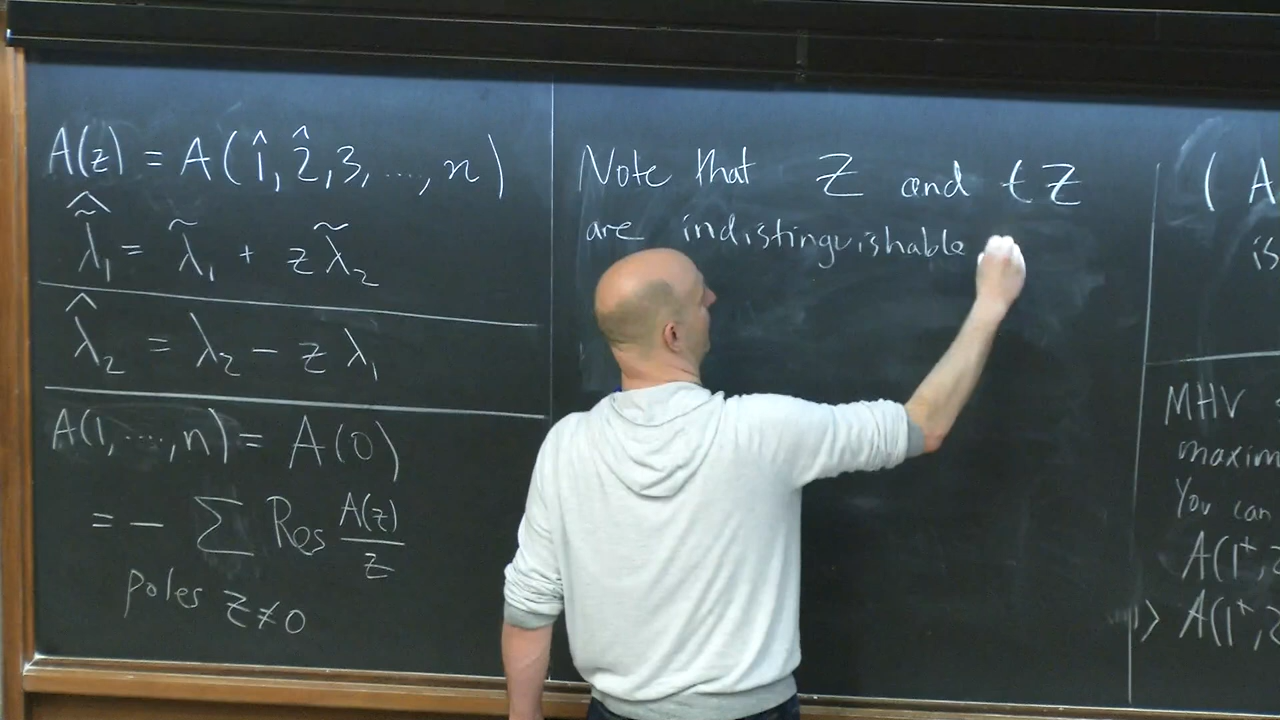 A(z) = A(1̂, 2̂, 3, ..., n)
λ̃̂₁ = λ̃₁ + z λ̃₂
λ̂₂ = λ₂ − z λ₁
A(1, ..., n) = A(0)
= − ∑ Res A(z)/z
poles z≠0
Note that Z and tZ
are indistinguishable
( A
is
MHV
maxim
You can
A(1⁺, 2
> A(1⁺, 2